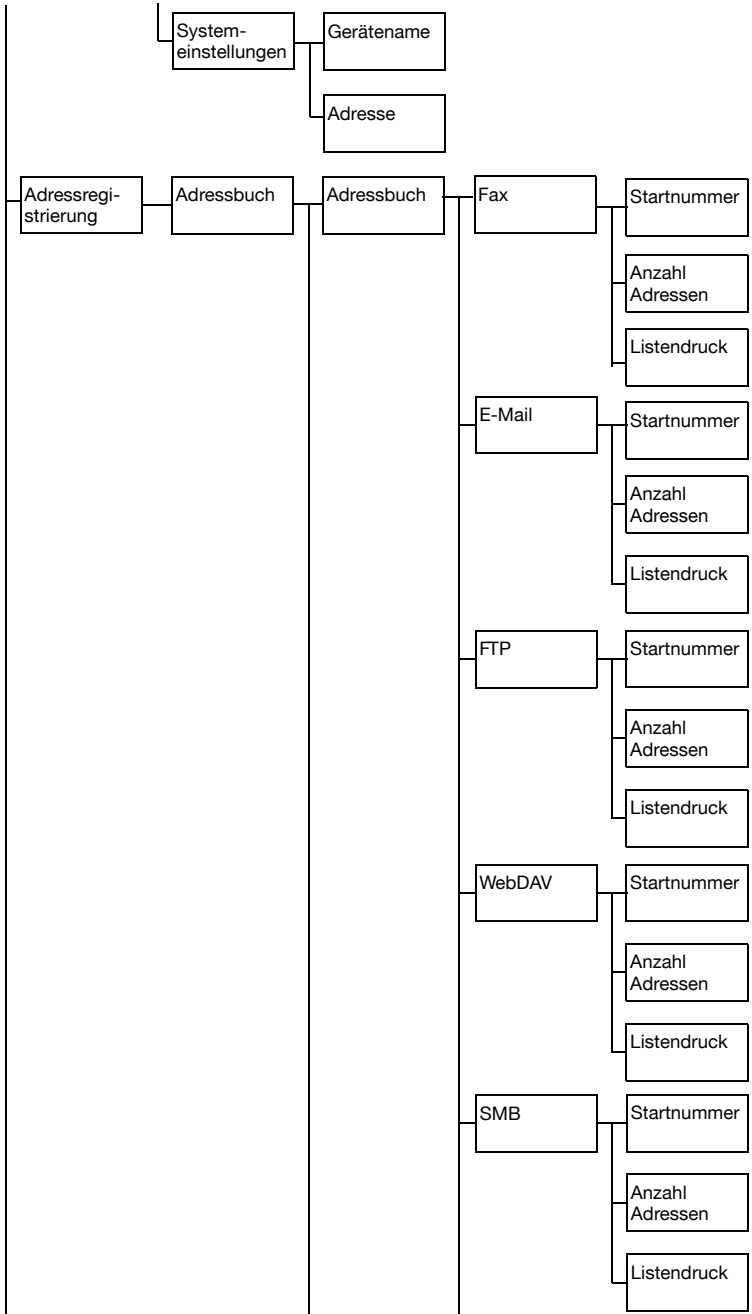 System-
einstellungen
Gerätename
Adresse
Adressregi-
strierung
Adressbuch
Adressbuch
Fax
Startnummer
Anzahl
Adressen
Listendruck
E-Mail
Startnummer
Anzahl
Adressen
Listendruck
FTP
Startnummer
Anzahl
Adressen
Listendruck
WebDAV
Startnummer
Anzahl
Adressen
Listendruck
SMB
Startnummer
Anzahl
Adressen
Listendruck